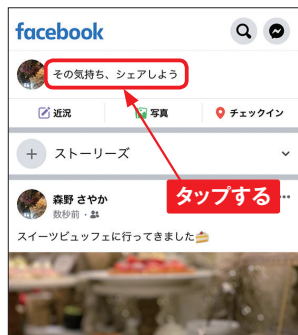 facebook
その気持ち、シェアしよう
近況 写真 チェックイン
ストーリーズ
タップする
森野 さやか
数秒前
スイーツビュッフェに行ってきました🍰